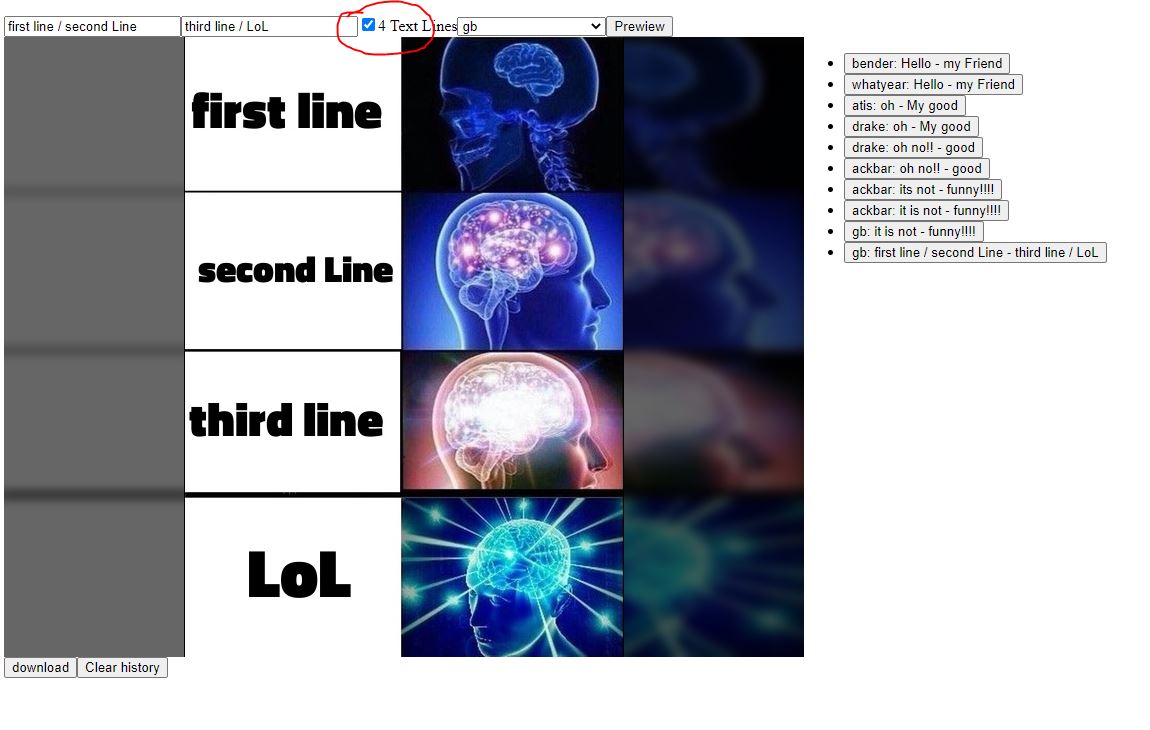 first line / second Line third line / LoL 4 Text Lines gb Preview
first line
second Line
third line
LoL
bender: Hello - my Friend
whatyear: Hello - my Friend
atis: oh - My good
drake: oh - My good
drake: oh no!! - good
ackbar: oh no!! - good
ackbar: its not - funny!!!!
ackbar: it is not - funny!!!!
gb: it is not - funny!!!!
gb: first line / second Line - third line / LoL
download Clear history